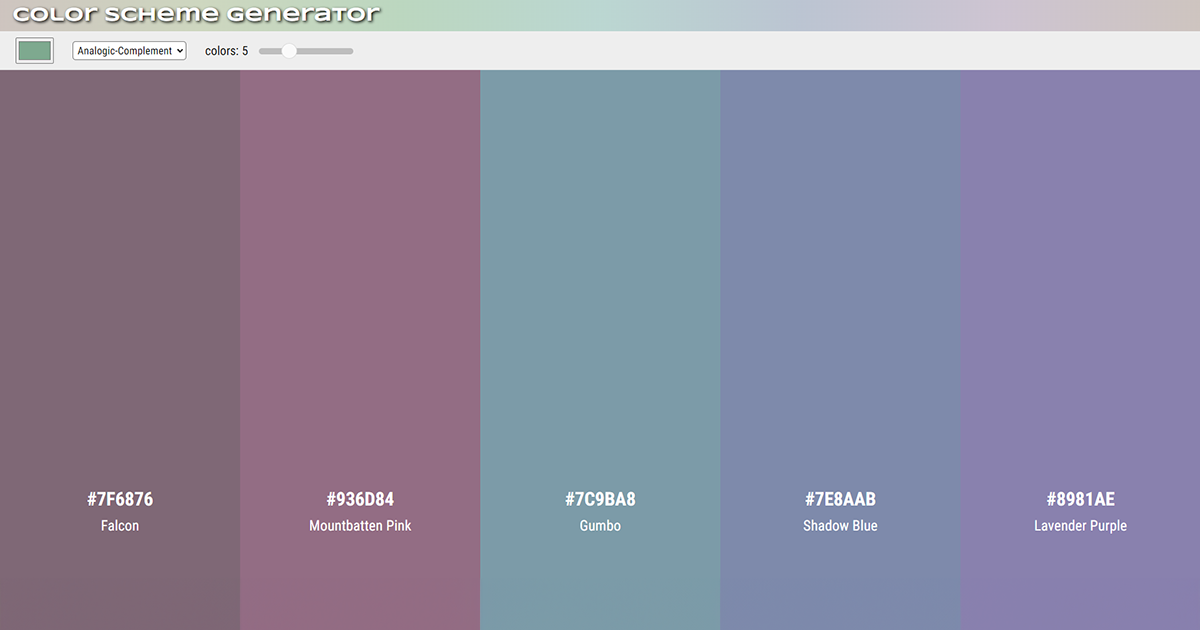 COLOR SCHEME GENERATOR
Analogic-Complement
colors: 5
#7F6876
Falcon
#936D84
Mountbatten Pink
#7C9BA8
Gumbo
#7E8AAB
Shadow Blue
#8981AE
Lavender Purple